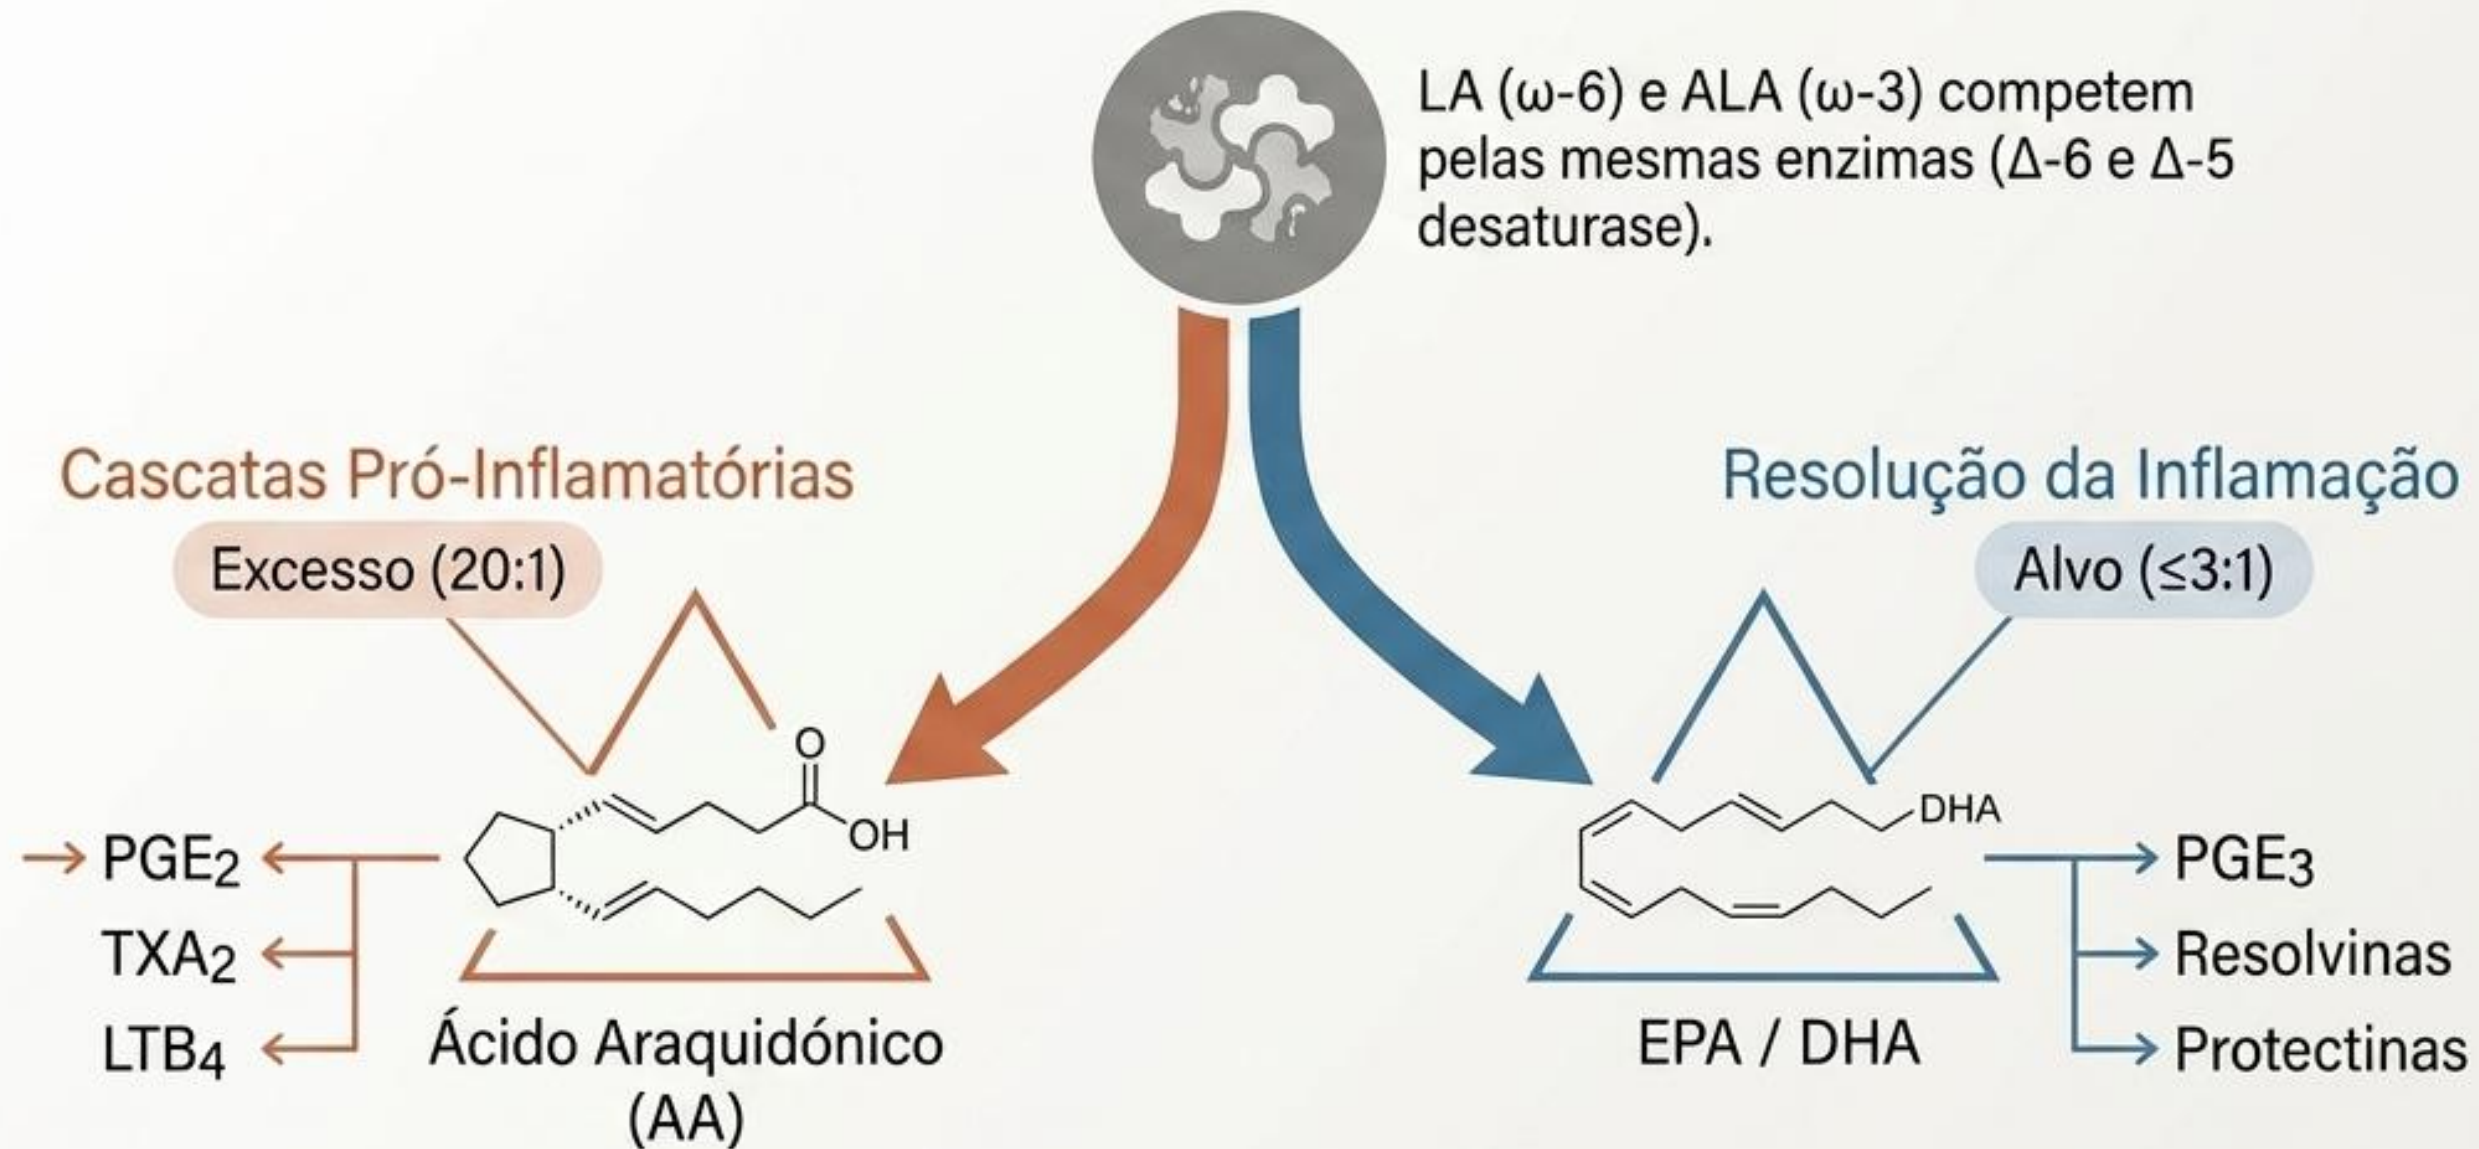 LA (ω-6) e ALA (ω-3) competem
pelas mesmas enzimas (Δ-6 e Δ-5
desaturase).
Cascatas Pró-Inflamatórias
Excesso (20:1)
O
OH
→ PGE₂
TXA₂
LTB₄
Ácido Araquidónico
(AA)
Resolução da Inflamação
Alvo (≤3:1)
DHA
PGE₃
Resolvinas
Protectinas
EPA / DHA